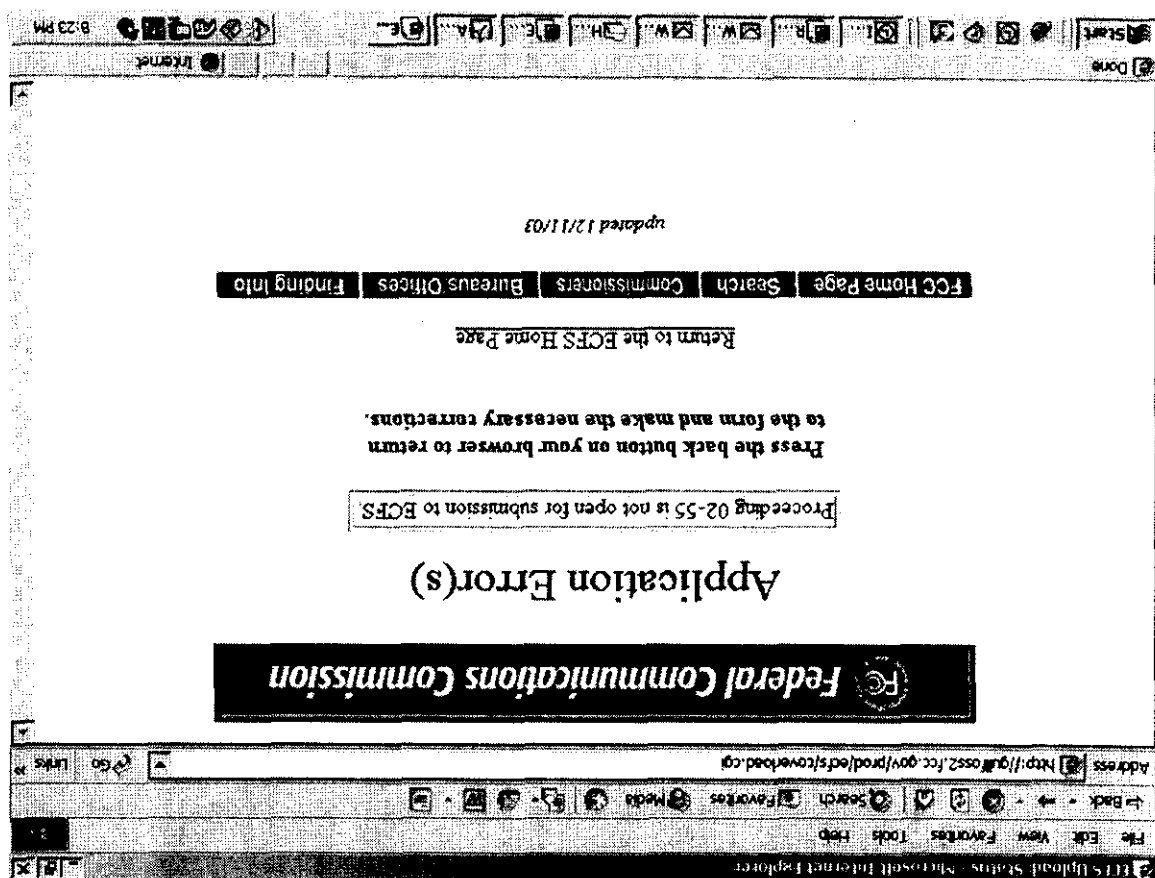 ECFS Upload Status - Microsoft Internet Explorer
File Edit View Favorites Tools Help
Back Search Favorites Media
Address http://gullfoss2.fcc.gov/prod/ecfs/coverload.cgi Go Links »
FCC Federal Communications Commission
Application Error(s)
Proceeding 02-55 is not open for submission to ECFS.
Press the back button on your browser to return
to the form and make the necessary corrections.
Return to the ECFS Home Page
FCC Home Page Search Commissioners Bureaus Offices Finding Info
updated 12/11/03
Done Internet
Start I... R... W... W... H... E... A... E... 8:23 PM